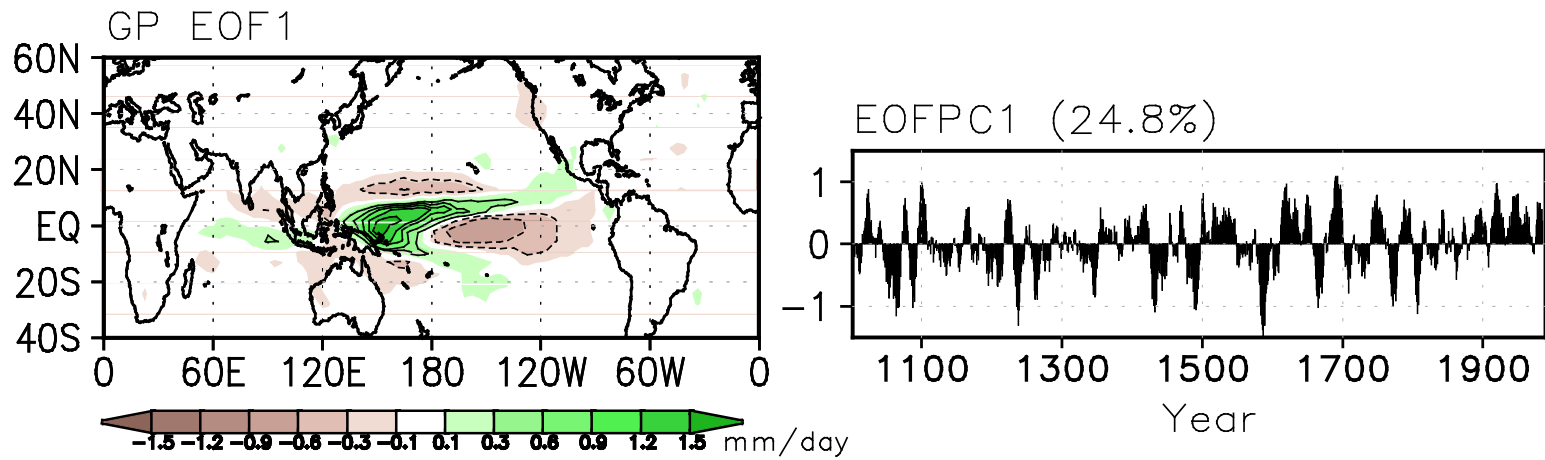 GP EOF1
60N
40N
20N
EQ
20S
40S
0 60E 120E 180 120W 60W 0
-1.5 -1.2 -0.9 -0.6 -0.3 -0.1 0.1 0.3 0.6 0.9 1.2 1.5 mm/day
EOFPC1 (24.8%)
1
0
-1
1100 1300 1500 1700 1900
Year